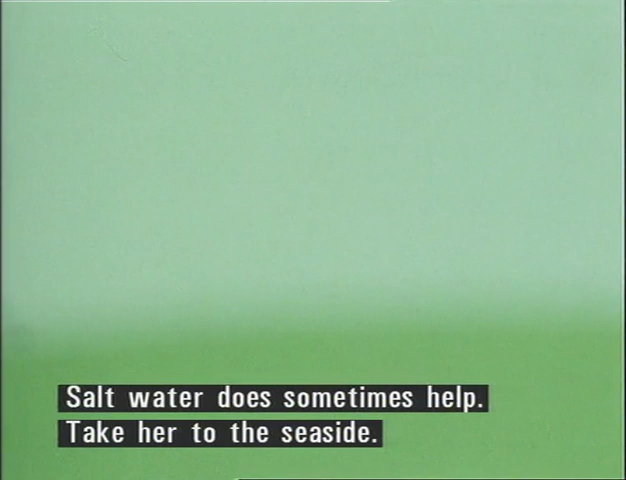 Salt water does sometimes help.
Take her to the seaside.